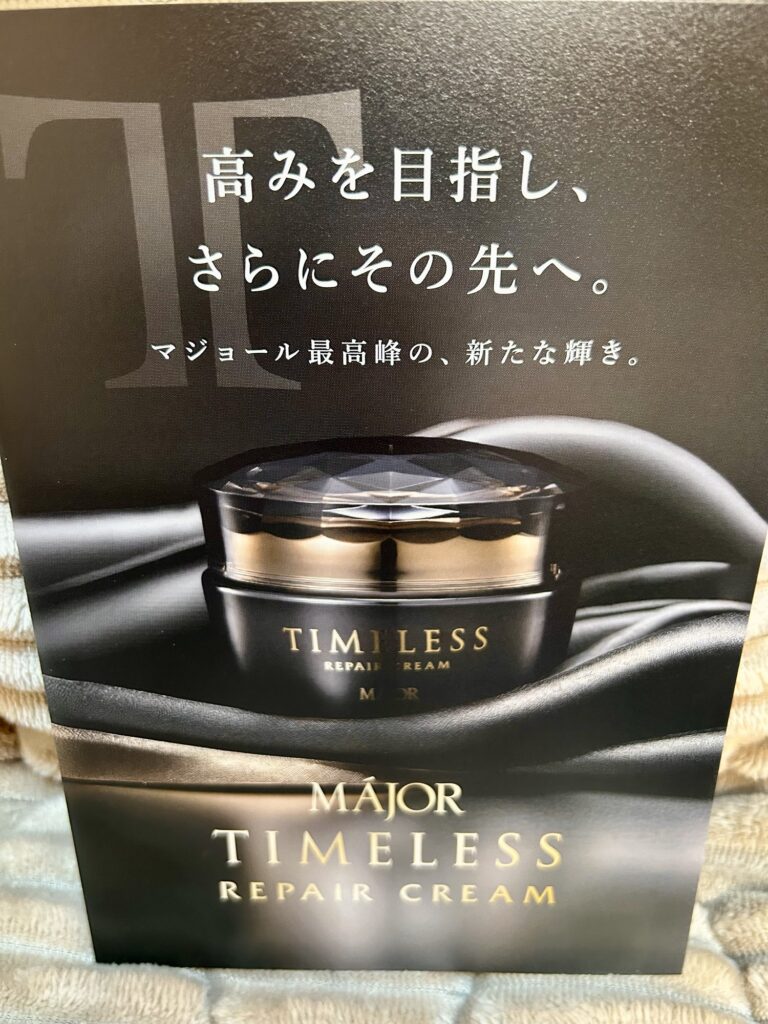 高みを目指し、
さらにその先へ。
マジョール最高峰の、新たな輝き。
TIMELESS
REPAIR CREAM
MAJOR
MÁJOR
TIMELESS
REPAIR CREAM